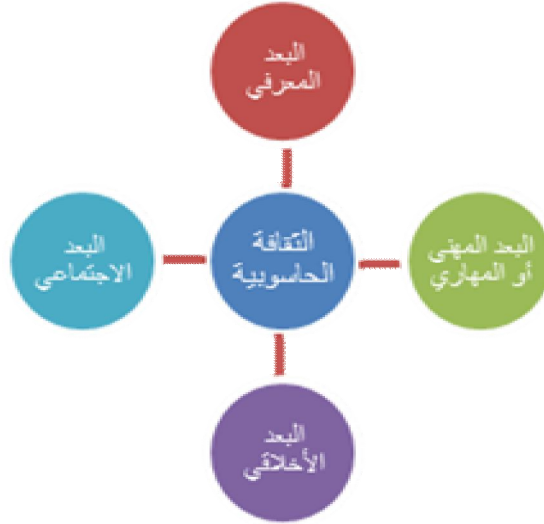 البعد
المعرفي
الثقافة
الحاسوبية
البعد المهني
أو المهاري
البعد
الاجتماعي
البعد
الأخلاقي